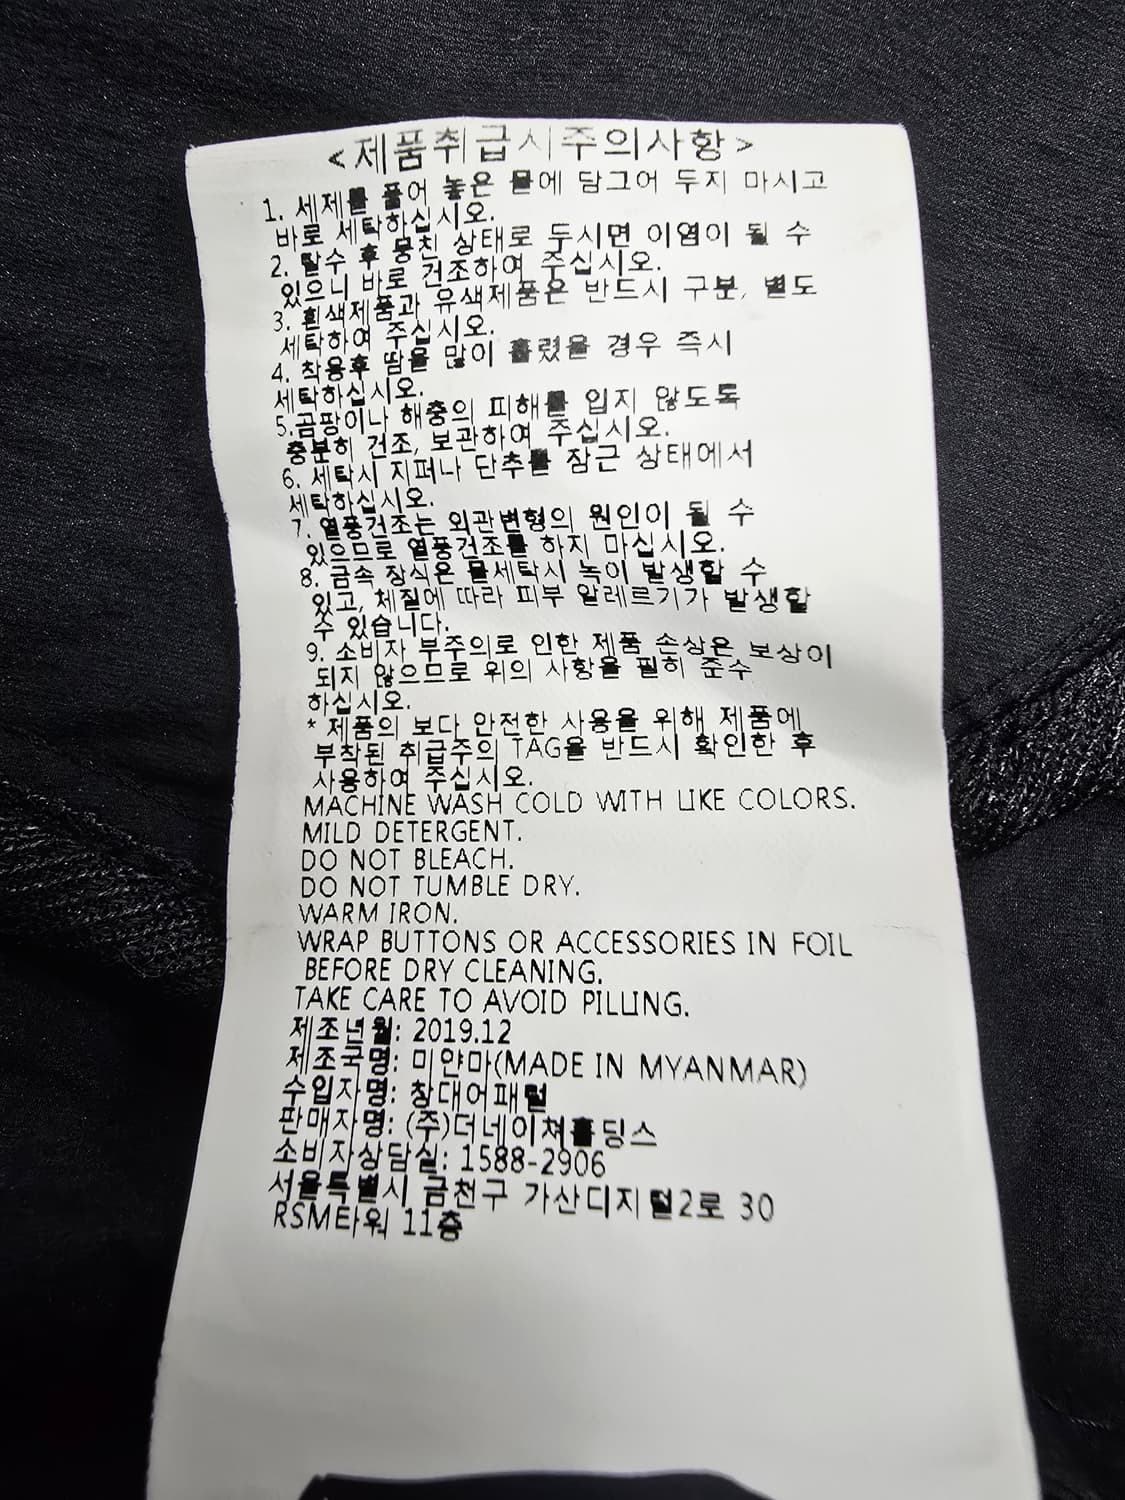 <제품취급시주의사항>
1. 세제를 풀어 놓은 물에 담그어 두지 마시고
바로 세탁하십시오.
2. 탈수 후 뭉친 상태로 두시면 이염이 될 수
있으니 바로 건조하여 주십시오.
3. 흰색제품과 유색제품은 반드시 구분, 별도
세탁하여 주십시오.
4. 착용후 땀을 많이 흘렸을 경우 즉시
세탁하십시오.
5.곰팡이나 해충의 피해를 입지 않도록
충분히 건조, 보관하여 주십시오.
6. 세탁시 지퍼나 단추를 잠근 상태에서
세탁하십시오.
7. 열풍건조는 외관변형의 원인이 될 수
있으므로 열풍건조를 하지 마십시오.
8. 금속 장식은 물세탁시 녹이 발생할 수
있고, 체질에 따라 피부 알레르기가 발생할
수 있습니다.
9. 소비자 부주의로 인한 제품 손상은 보상이
되지 않으므로 위의 사항을 필히 준수
하십시오.
* 제품의 보다 안전한 사용을 위해 제품에
부착된 취급주의 TAG을 반드시 확인한 후
사용하여 주십시오.
MACHINE WASH COLD WITH LIKE COLORS.
MILD DETERGENT.
DO NOT BLEACH.
DO NOT TUMBLE DRY.
WARM IRON.
WRAP BUTTONS OR ACCESSORIES IN FOIL
BEFORE DRY CLEANING.
TAKE CARE TO AVOID PILLING.
제조년월: 2019.12
제조국명: 미얀마(MADE IN MYANMAR)
수입자명: 창대어패럴
판매자명: (주)더네이쳐홀딩스
소비자상담실: 1588-2906
서울특별시 금천구 가산디지털2로 30
RSM타워 11층